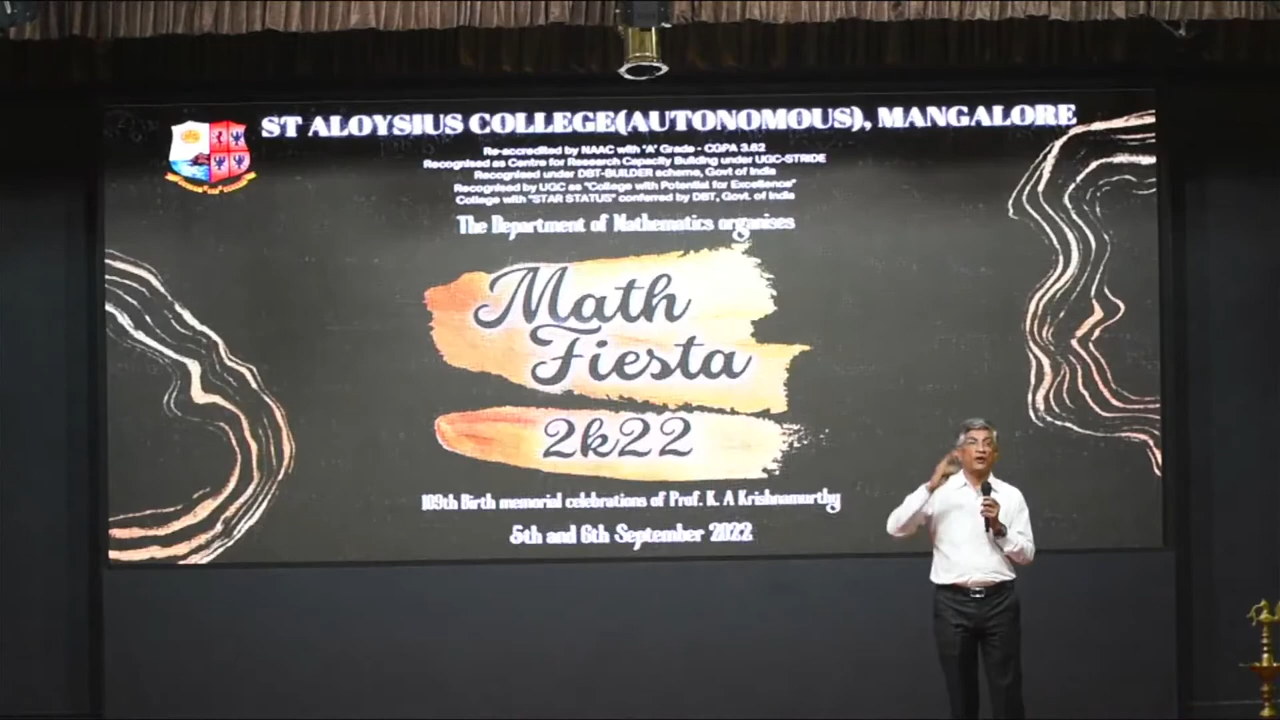 ST ALOYSIUS COLLEGE(AUTONOMOUS), MANGALORE
Re-accredited by NAAC with "A" Grade - CGPA 3.62
Recognised as Centre for Research Capacity Building under UGC-STRIDE
Recognised under DBT-BUILDER scheme, Govt of India
Recognised by UGC as "College with Potential for Excellence"
College with "STAR STATUS" conferred by DBT, Govt. of India
The Department of Mathematics organises
Math
Fiesta
2k22
109th Birth memorial celebrations of Prof. K. A Krishnamurthy
5th and 6th September 2022